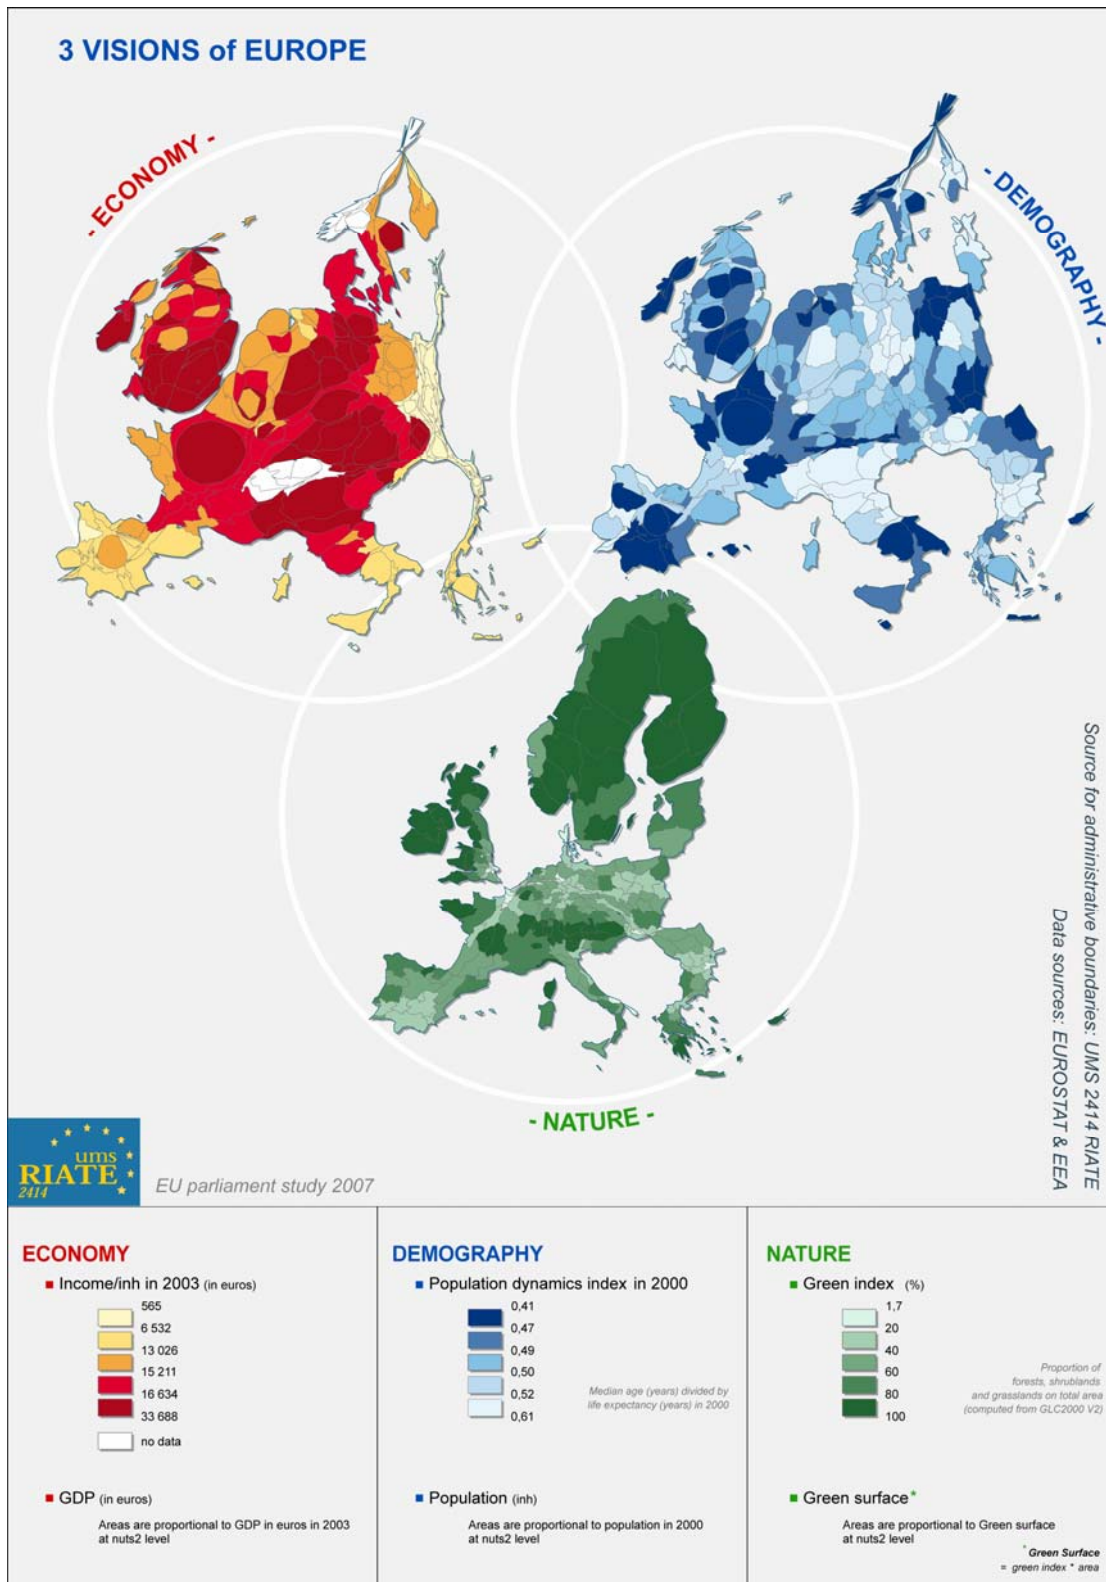 3 VISIONS of EUROPE
- ECONOMY -
- DEMOGRAPHY -
- NATURE -
Source for administrative boundaries: UMS 2414 RIATE
Data sources: EUROSTAT & EEA
ums
RIATE
2414
EU parliament study 2007
ECONOMY
Income/inh in 2003 (in euros)
565
6 532
13 026
15 211
16 634
33 688
no data
GDP (in euros)
Areas are proportional to GDP in euros in 2003
at nuts2 level
DEMOGRAPHY
Population dynamics index in 2000
0,41
0,47
0,49
0,50
0,52
0,61
Median age (years) divided by
life expectancy (years) in 2000
Population (inh)
Areas are proportional to population in 2000
at nuts2 level
NATURE
Green index (%)
1,7
20
40
60
80
100
Proportion of
forests, shrublands
and grasslands on total area
(computed from GLC2000 V2)
Green surface*
Areas are proportional to Green surface
at nuts2 level
* Green Surface
= green index * area